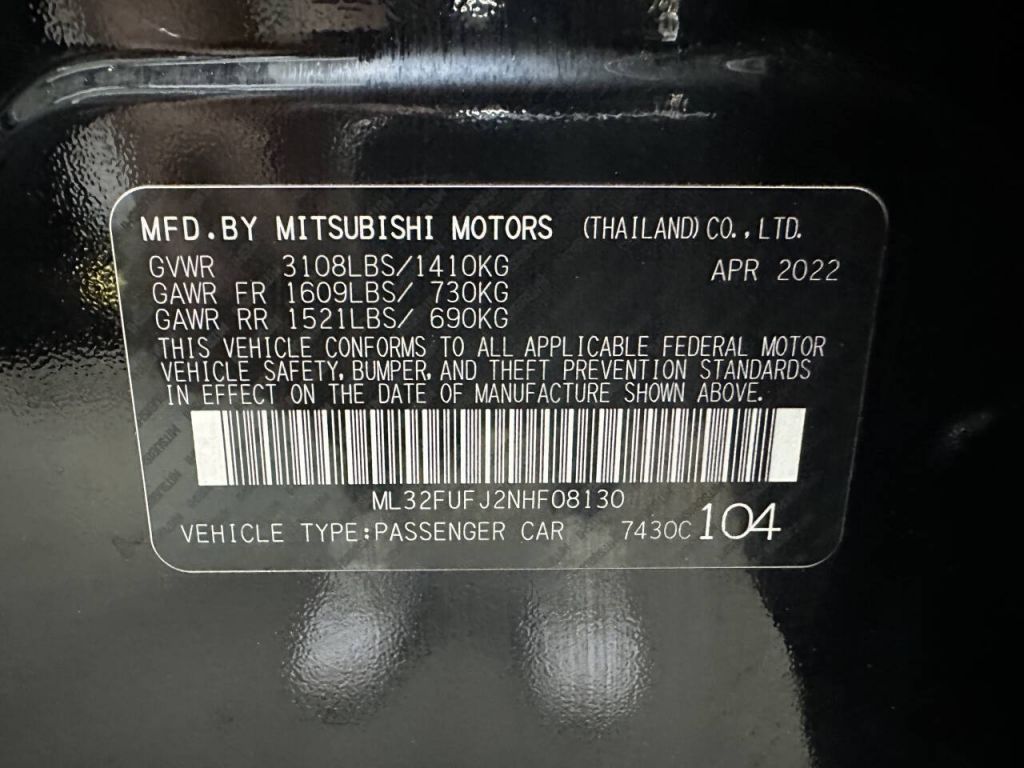 MFD.BY MITSUBISHI MOTORS (THAILAND) CO.,LTD.
GVWR 3108LBS/1410KG APR 2022
GAWR FR 1609LBS/ 730KG
GAWR RR 1521LBS/ 690KG
THIS VEHICLE CONFORMS TO ALL APPLICABLE FEDERAL MOTOR
VEHICLE SAFETY, BUMPER, AND THEFT PREVENTION STANDARDS
IN EFFECT ON THE DATE OF MANUFACTURE SHOWN ABOVE.
ML32FUFJ2NHF08130
VEHICLE TYPE:PASSENGER CAR 7430C 104